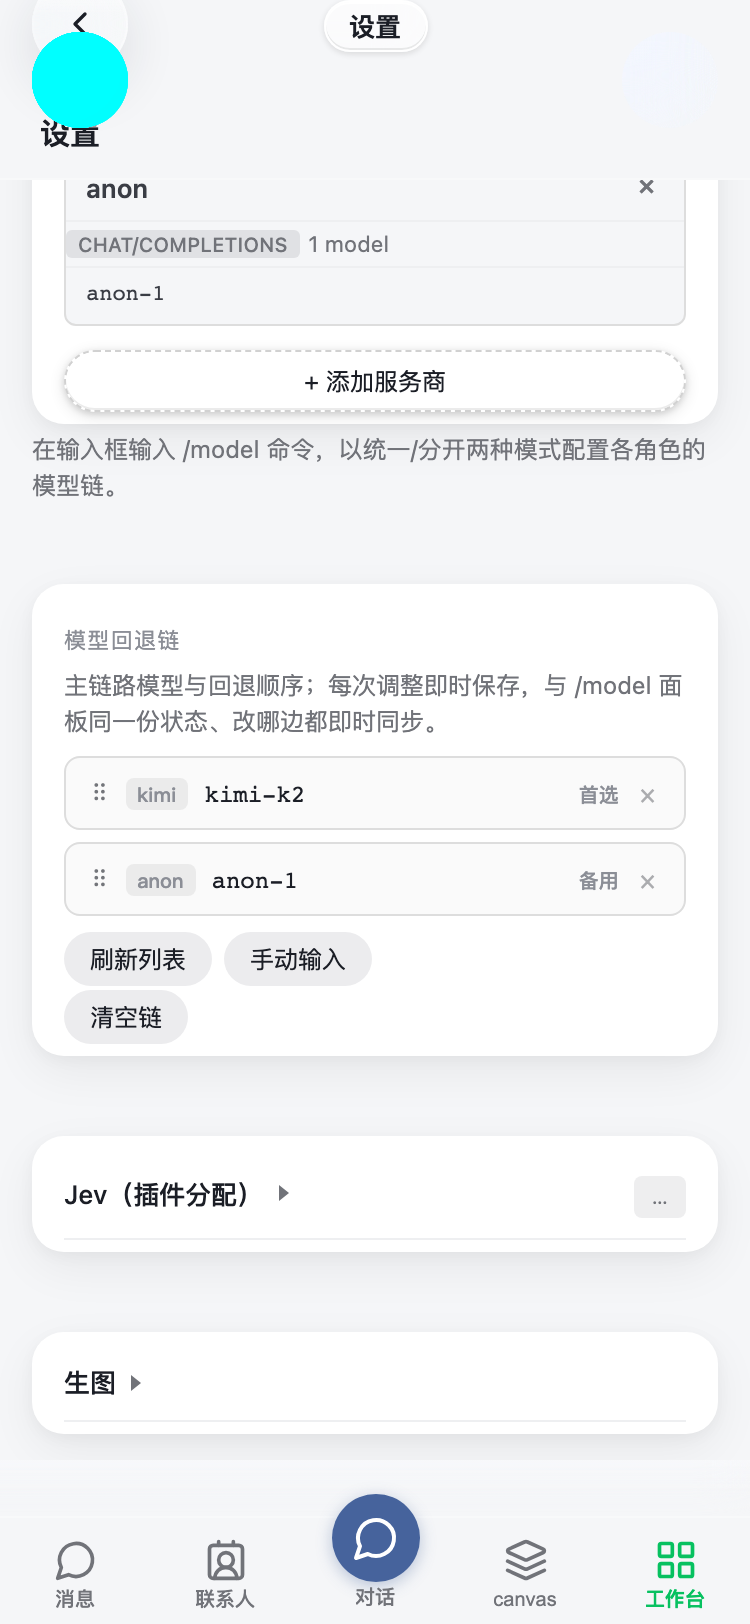 设置
设置
anon ×
CHAT/COMPLETIONS 1 model
anon-1
+ 添加服务商
在输入框输入 /model 命令，以统一/分开两种模式配置各角色的
模型链。
模型回退链
主链路模型与回退顺序；每次调整即时保存，与 /model 面
板同一份状态、改哪边都即时同步。
kimi kimi-k2 首选 ×
anon anon-1 备用 ×
刷新列表 手动输入
清空链
Jev（插件分配） ...
生图
消息 联系人 对话 canvas 工作台